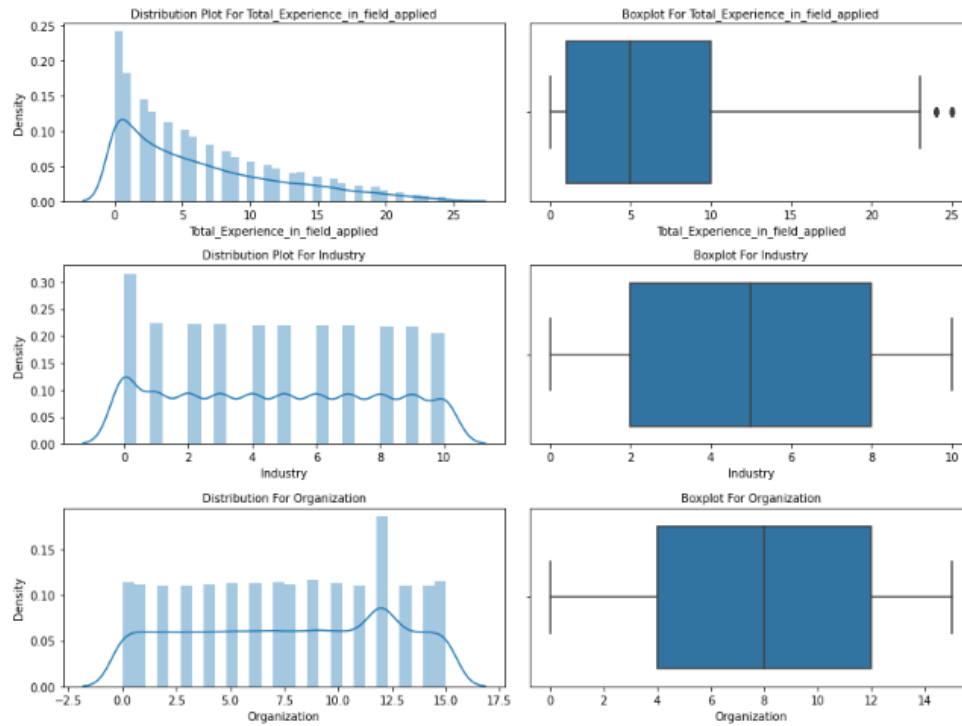 Distribution Plot For Total_Experience_in_field_applied
Density
0.25
0.20
0.15
0.10
0.05
0.00
0 5 10 15 20 25
Total_Experience_in_field_applied
Boxplot For Total_Experience_in_field_applied
0 5 10 15 20 25
Total_Experience_in_field_applied
Distribution Plot For Industry
Density
0.30
0.25
0.20
0.15
0.10
0.05
0.00
0 2 4 6 8 10
Industry
Boxplot For Industry
0 2 4 6 8 10
Industry
Distribution For Organization
Density
0.15
0.10
0.05
0.00
−2.5 0.0 2.5 5.0 7.5 10.0 12.5 15.0 17.5
Organization
Boxplot For Organization
0 2 4 6 8 10 12 14
Organization